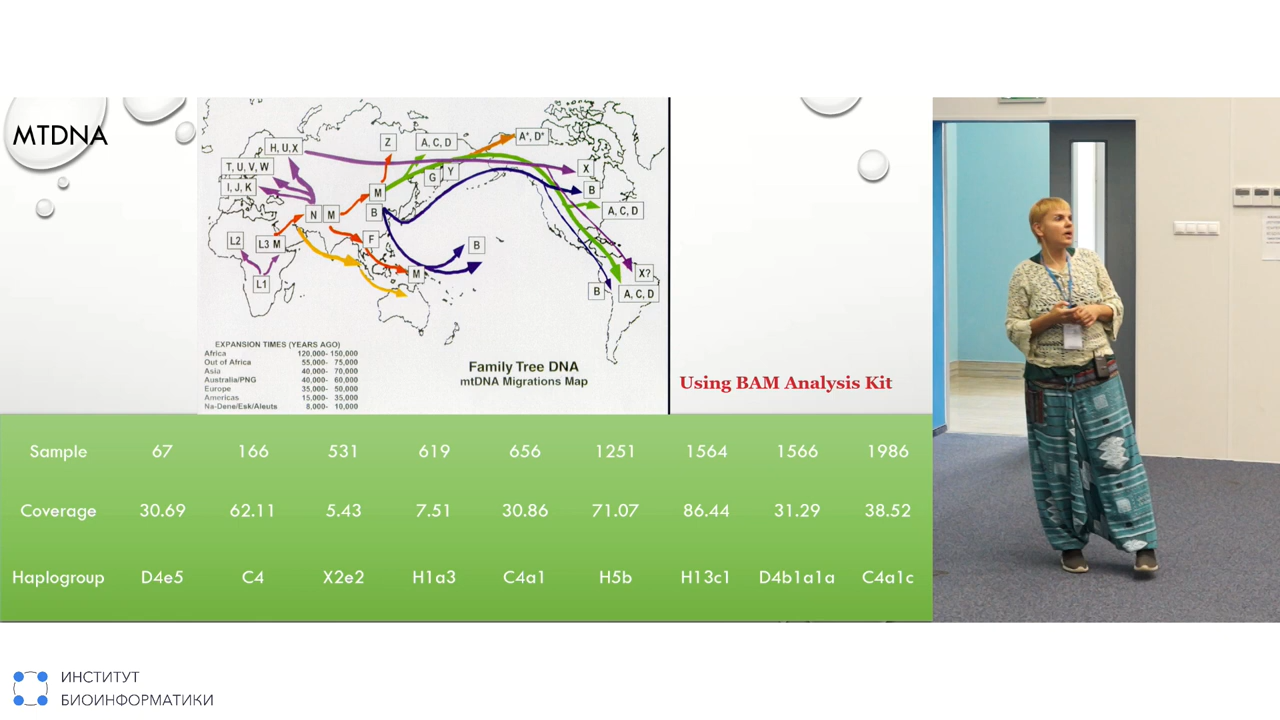 MTDNA
H, U,X
Z
A, C, D
A*, D*
T, U, V, W
I, J, K
G
Y
X
M
B
B
A, C, D
N
M
L2
L3 M
F
B
M
L1
X?
B
A, C, D
EXPANSION TIMES (YEARS AGO)
Africa 120,000- 150,000
Out of Africa 55,000- 75,000
Asia 40,000- 70,000
Australia/PNG 40,000- 60,000
Europe 35,000- 50,000
Americas 15,000- 35,000
Na-Dene/Esk/Aleuts 8,000- 10,000
Family Tree DNA
mtDNA Migrations Map
Using BAM Analysis Kit
Sample 67 166 531 619 656 1251 1564 1566 1986
Coverage 30.69 62.11 5.43 7.51 30.86 71.07 86.44 31.29 38.52
Haplogroup D4e5 C4 X2e2 H1a3 C4a1 H5b H13c1 D4b1a1a C4a1c
ИНСТИТУТ
БИОИНФОРМАТИКИ